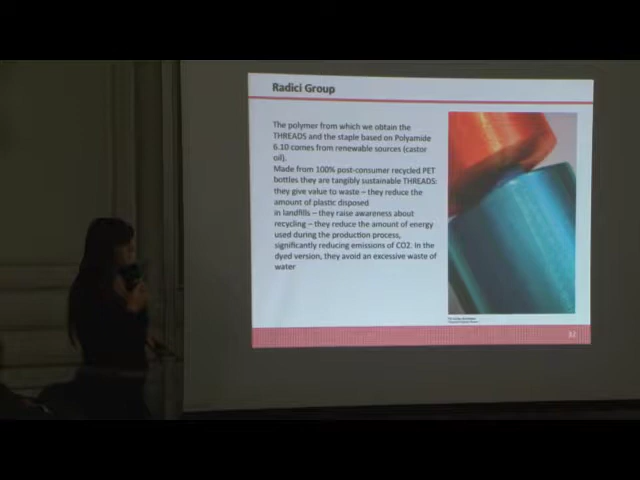 Radici Group
The polymer from which we obtain the
THREADS and the staple based on Polyamide
6.10 comes from renewable sources (castor
oil).
Made from 100% post-consumer recycled PET
bottles they are tangibly sustainable THREADS:
they give value to waste – they reduce the
amount of plastic disposed
in landfills – they raise awareness about
recycling – they reduce the amount of energy
used during the production process,
significantly reducing emissions of CO2. In the
dyed version, they avoid an excessive waste of
water
32